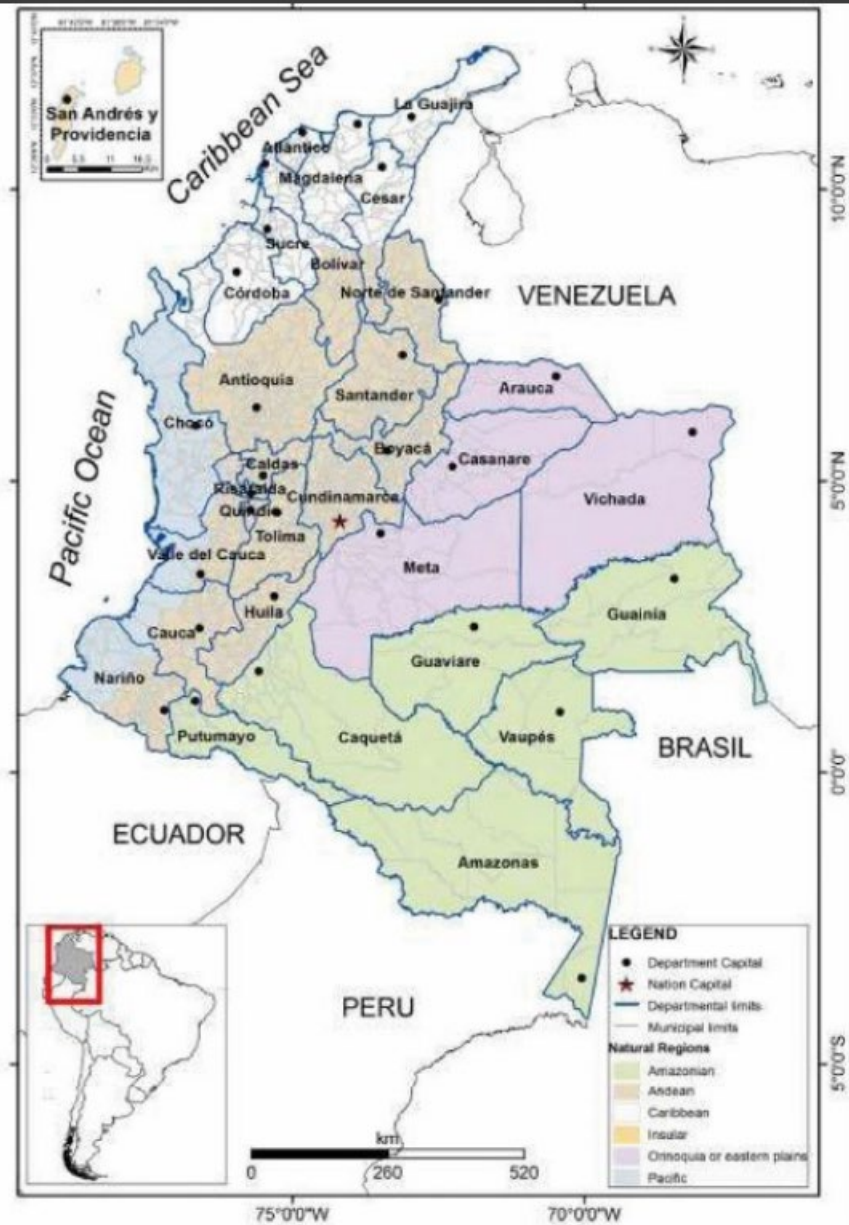 San Andrés y
Providencia
Caribbean Sea
La Guajira
Atlántico
Magdalena
Cesar
Sucre
Bolívar
Córdoba
Norte de Santander
VENEZUELA
Antioquia
Santander
Arauca
Chocó
Boyacá
Casanare
Caldas
Risaralda
Cundinamarca
Quindío
Vichada
Pacific Ocean
Tolima
Valle del Cauca
Meta
Huila
Guainía
Cauca
Guaviare
Nariño
Putumayo
Caquetá
Vaupés
BRASIL
ECUADOR
Amazonas
PERU
LEGEND
Department Capital
Nation Capital
Departmental limits
Municipal limits
Natural Regions
Amazonian
Andean
Caribbean
Insular
Orinoquia or eastern plains
Pacific
km
0 260 520
10°0'0"N
5°0'0"N
0°0'0"
5°0'0"S
75°0'0"W 70°0'0"W